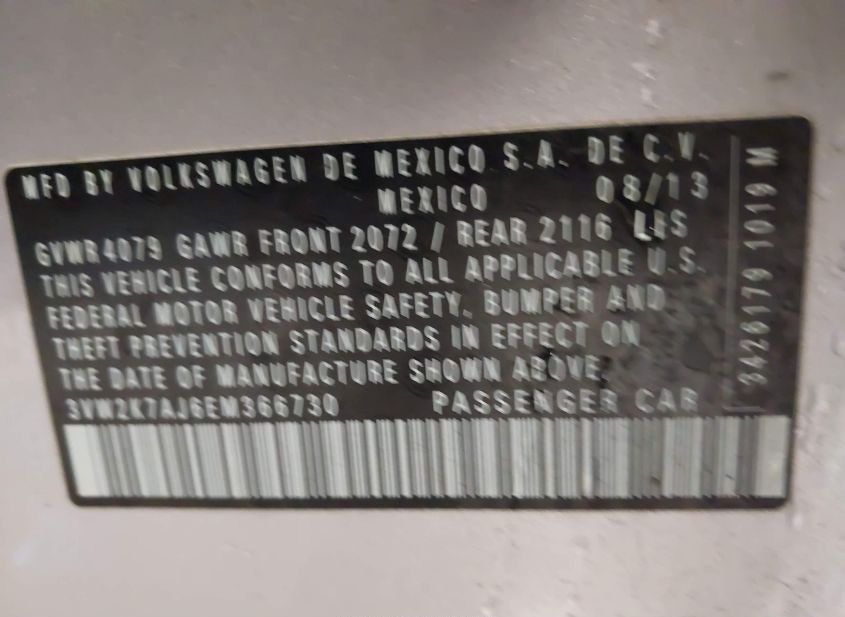 MFD BY VOLKSWAGEN DE MEXICO S.A. DE C.V.
MEXICO 08/13
GVWR 4079 GAWR FRONT 2072 / REAR 2116 LBS
THIS VEHICLE CONFORMS TO ALL APPLICABLE U.S.
FEDERAL MOTOR VEHICLE SAFETY, BUMPER AND
THEFT PREVENTION STANDARDS IN EFFECT ON
THE DATE OF MANUFACTURE SHOWN ABOVE.
3VW2K7AJ6EM366730 PASSENGER CAR
3426179 1019 M